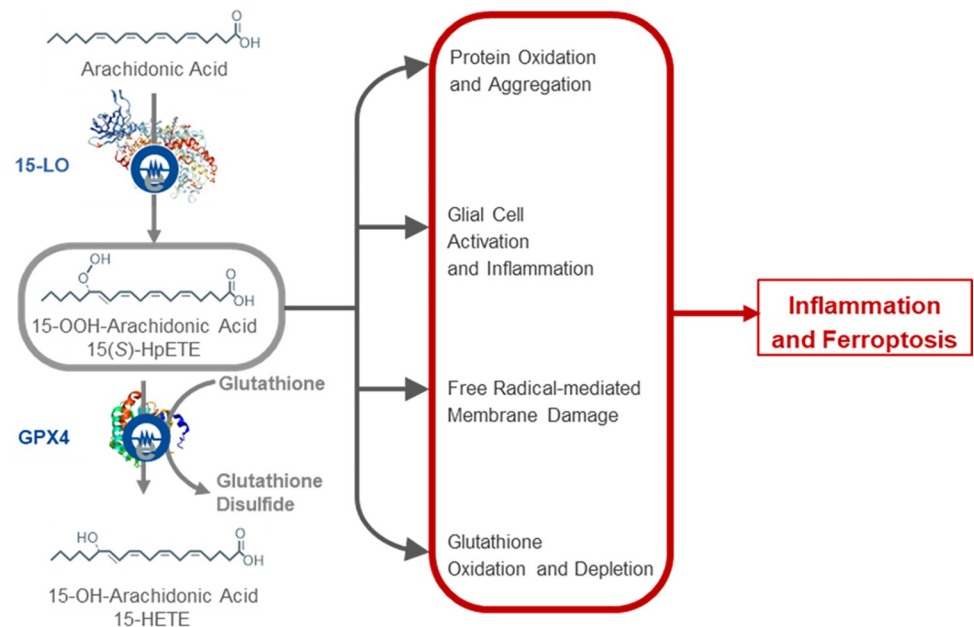 O
OH
Arachidonic Acid
15-LO
e
OH
O
O
OH
15-OOH-Arachidonic Acid
15(S)-HpETE
Glutathione
GPX4
e
Glutathione
Disulfide
HO
O
OH
15-OH-Arachidonic Acid
15-HETE
Protein Oxidation
and Aggregation
Glial Cell
Activation
and Inflammation
Free Radical-mediated
Membrane Damage
Glutathione
Oxidation and Depletion
Inflammation
and Ferroptosis